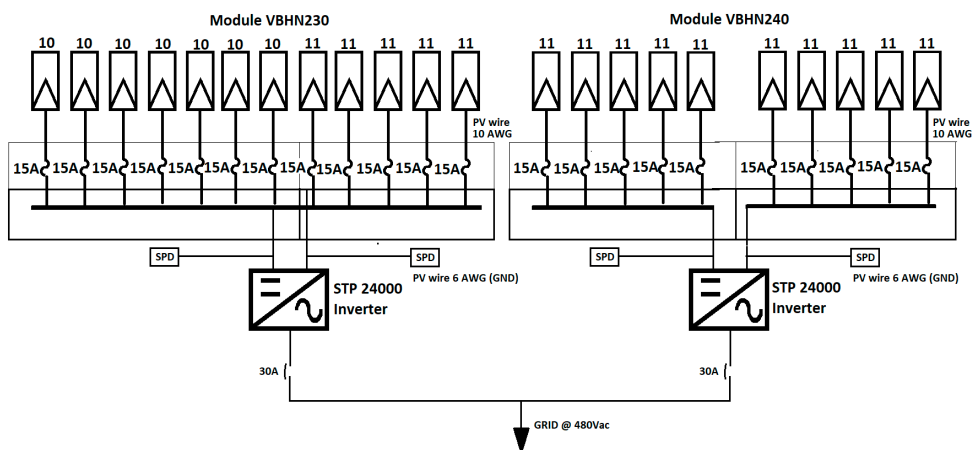 Module VBHN230
Module VBHN240
10 10 10 10 10 10 10 11 11 11 11 11
11 11 11 11 11 11 11 11 11 11
PV wire
10 AWG
PV wire
10 AWG
15A 15A 15A 15A 15A 15A 15A 15A 15A 15A 15A 15A
15A 15A 15A 15A 15A 15A 15A 15A 15A 15A
SPD
SPD
SPD
SPD
PV wire 6 AWG (GND)
PV wire 6 AWG (GND)
STP 24000
Inverter
STP 24000
Inverter
30A
30A
GRID @ 480Vac